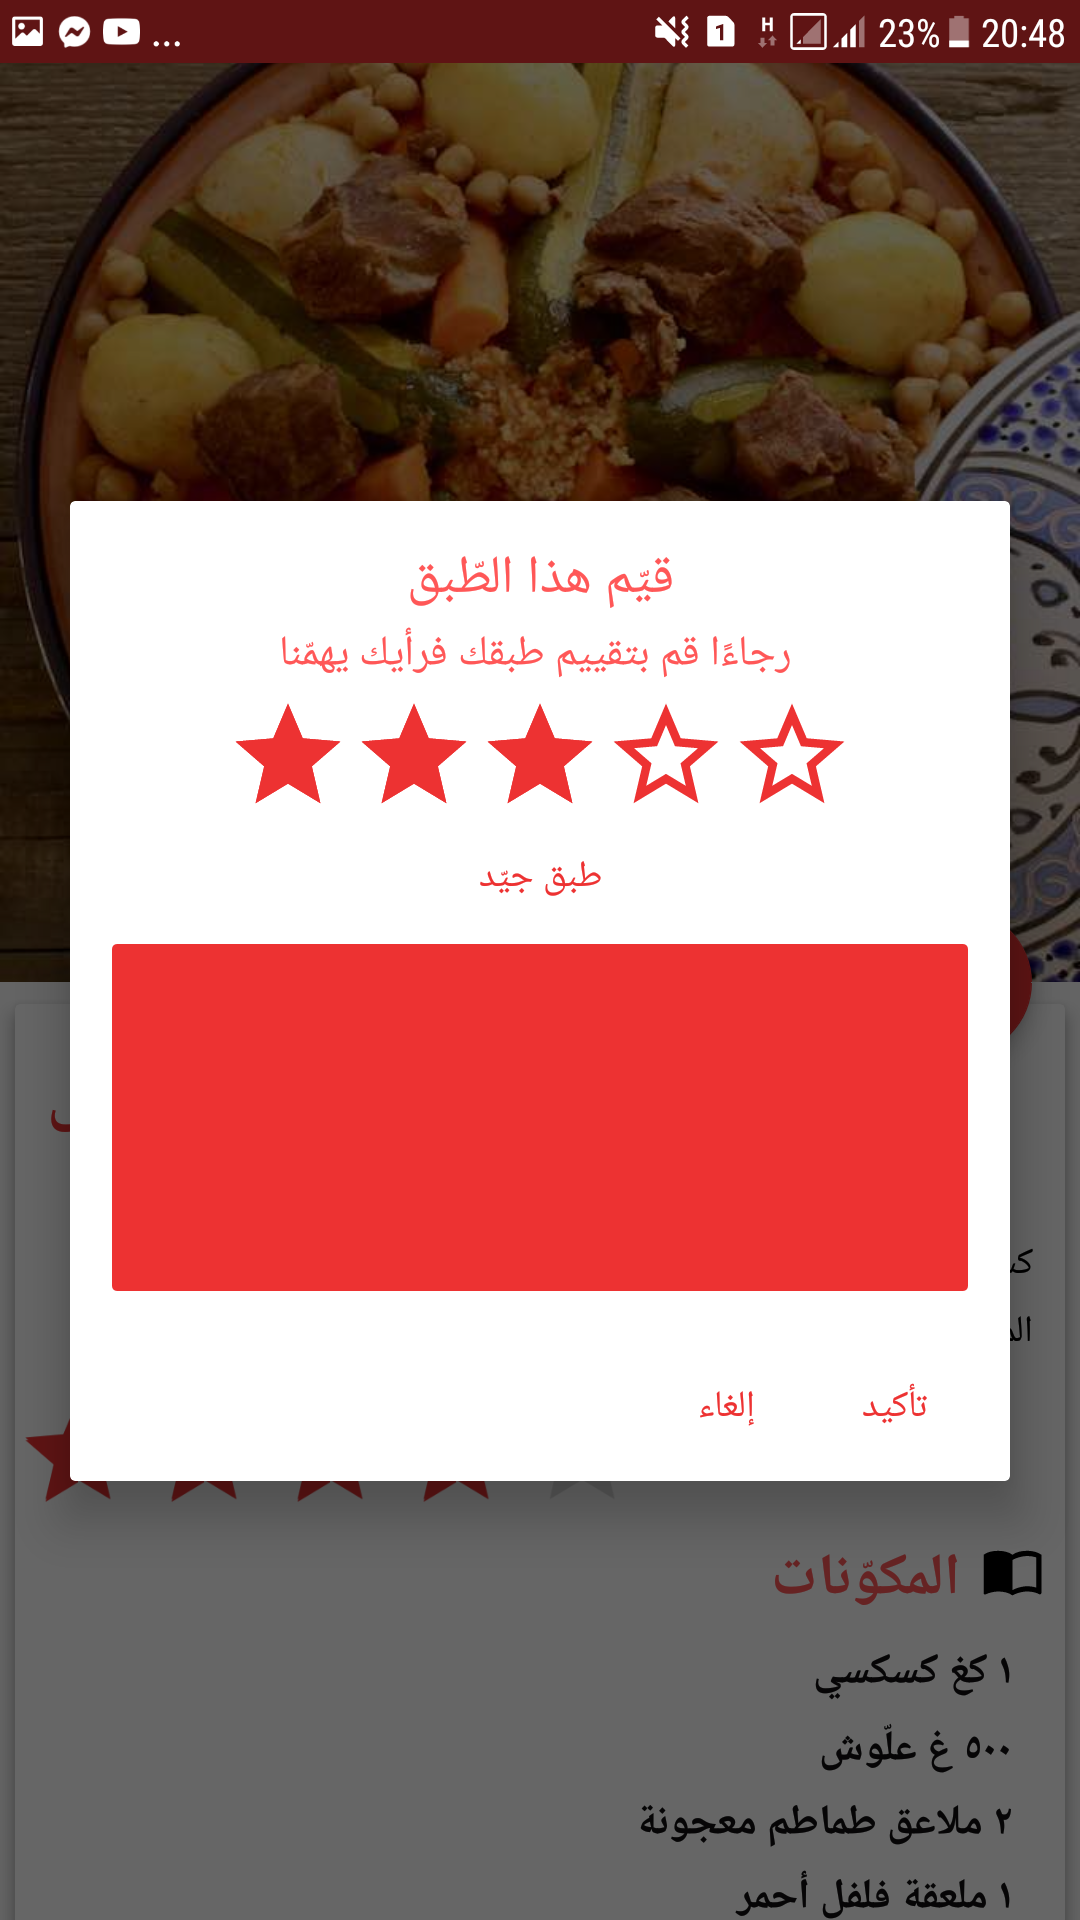 ... H 1 23% 20:48
قيّم هذا الطّبق
رجاءًا قم بتقييم طبقك فرأيك يهمّنا
طبق جيّد
تأكيد
إلغاء
المكوّنات
١ كغ كسكسي
٥٠٠ غ علّوش
٢ ملاعق طماطم معجونة
١ ملعقة فلفل أحمر